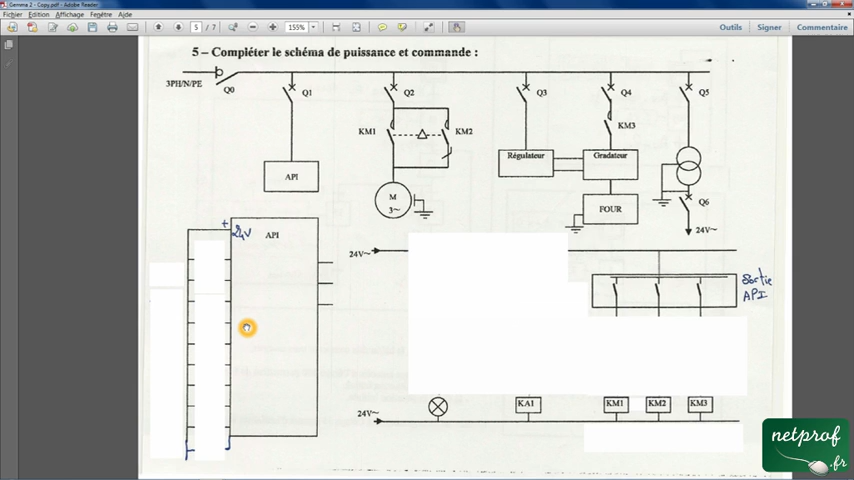 Gemma 2 - Copy.pdf - Adobe Reader
Fichier Edition Affichage Fenêtre Aide
5 / 7
155%
Outils
Signer
Commentaire
5 – Compléter le schéma de puissance et commande :
3PH/N/PE
Q0
Q1
Q2
Q3
Q4
Q5
KM1
KM2
KM3
Régulateur
Gradateur
API
M
3~
FOUR
Q6
24V~
+
24V
API
24V~
Sortie
API
KA1
KM1
KM2
KM3
24V~
netprof
.fr